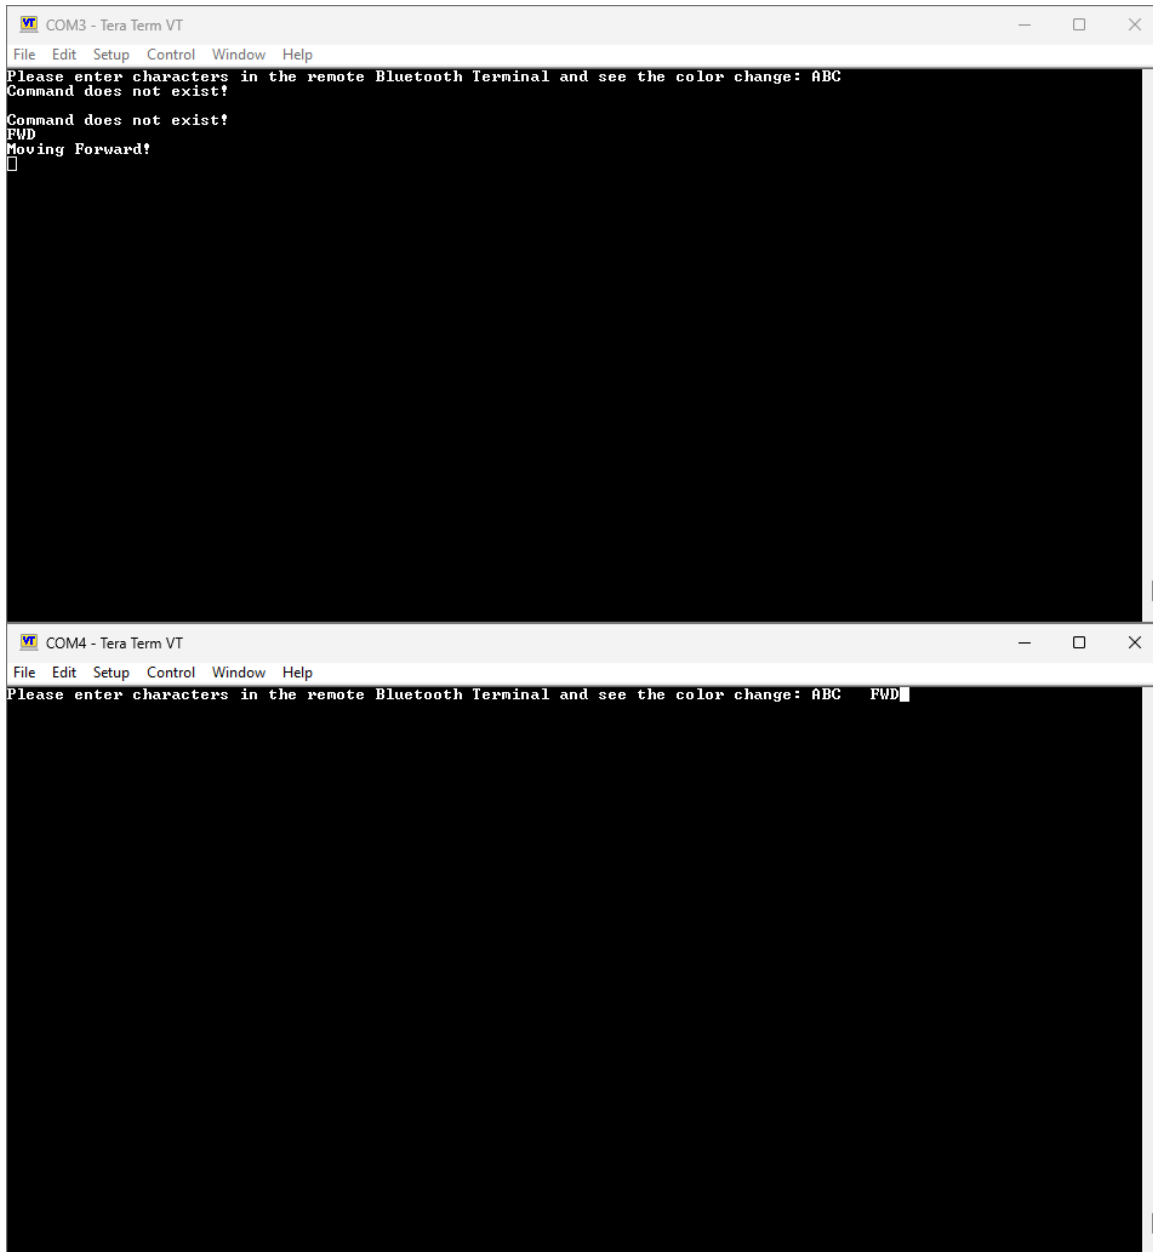 COM3 - Tera Term VT
File Edit Setup Control Window Help
Please enter characters in the remote Bluetooth Terminal and see the color change: ABC
Command does not exist!
Command does not exist!
FWD
Moving Forward!
COM4 - Tera Term VT
File Edit Setup Control Window Help
Please enter characters in the remote Bluetooth Terminal and see the color change: ABC   FWD